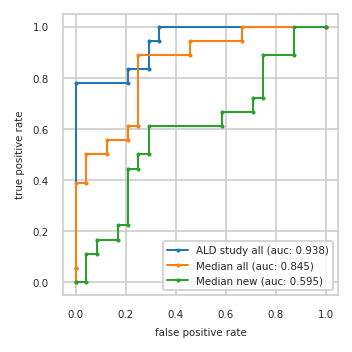 1.0
0.8
0.6
0.4
0.2
0.0
true positive rate
ALD study all (auc: 0.938)
Median all (auc: 0.845)
Median new (auc: 0.595)
0.0 0.2 0.4 0.6 0.8 1.0
false positive rate